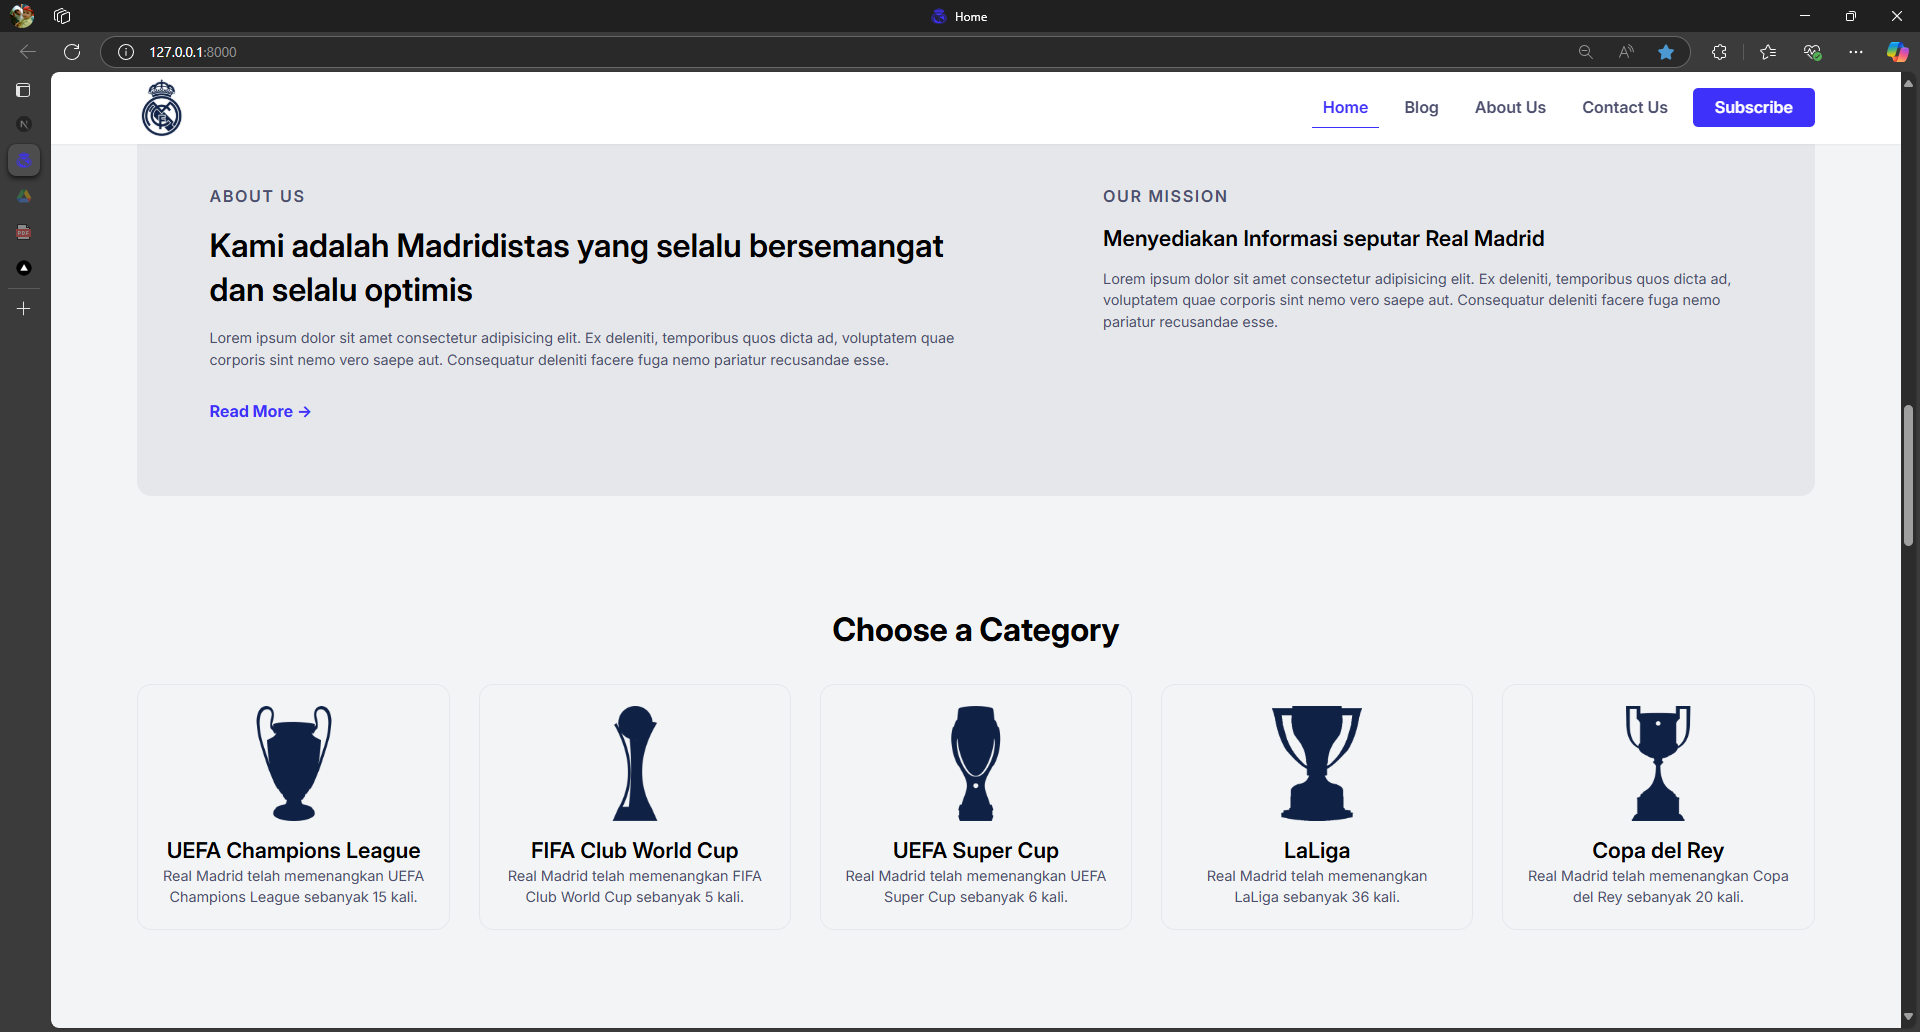 Home
127.0.0.1:8000
Home
Blog
About Us
Contact Us
Subscribe
ABOUT US
Kami adalah Madridistas yang selalu bersemangat
dan selalu optimis
Lorem ipsum dolor sit amet consectetur adipisicing elit. Ex deleniti, temporibus quos dicta ad, voluptatem quae
corporis sint nemo vero saepe aut. Consequatur deleniti facere fuga nemo pariatur recusandae esse.
Read More →
OUR MISSION
Menyediakan Informasi seputar Real Madrid
Lorem ipsum dolor sit amet consectetur adipisicing elit. Ex deleniti, temporibus quos dicta ad,
voluptatem quae corporis sint nemo vero saepe aut. Consequatur deleniti facere fuga nemo
pariatur recusandae esse.
Choose a Category
UEFA Champions League
Real Madrid telah memenangkan UEFA
Champions League sebanyak 15 kali.
FIFA Club World Cup
Real Madrid telah memenangkan FIFA
Club World Cup sebanyak 5 kali.
UEFA Super Cup
Real Madrid telah memenangkan UEFA
Super Cup sebanyak 6 kali.
LaLiga
Real Madrid telah memenangkan
LaLiga sebanyak 36 kali.
Copa del Rey
Real Madrid telah memenangkan Copa
del Rey sebanyak 20 kali.